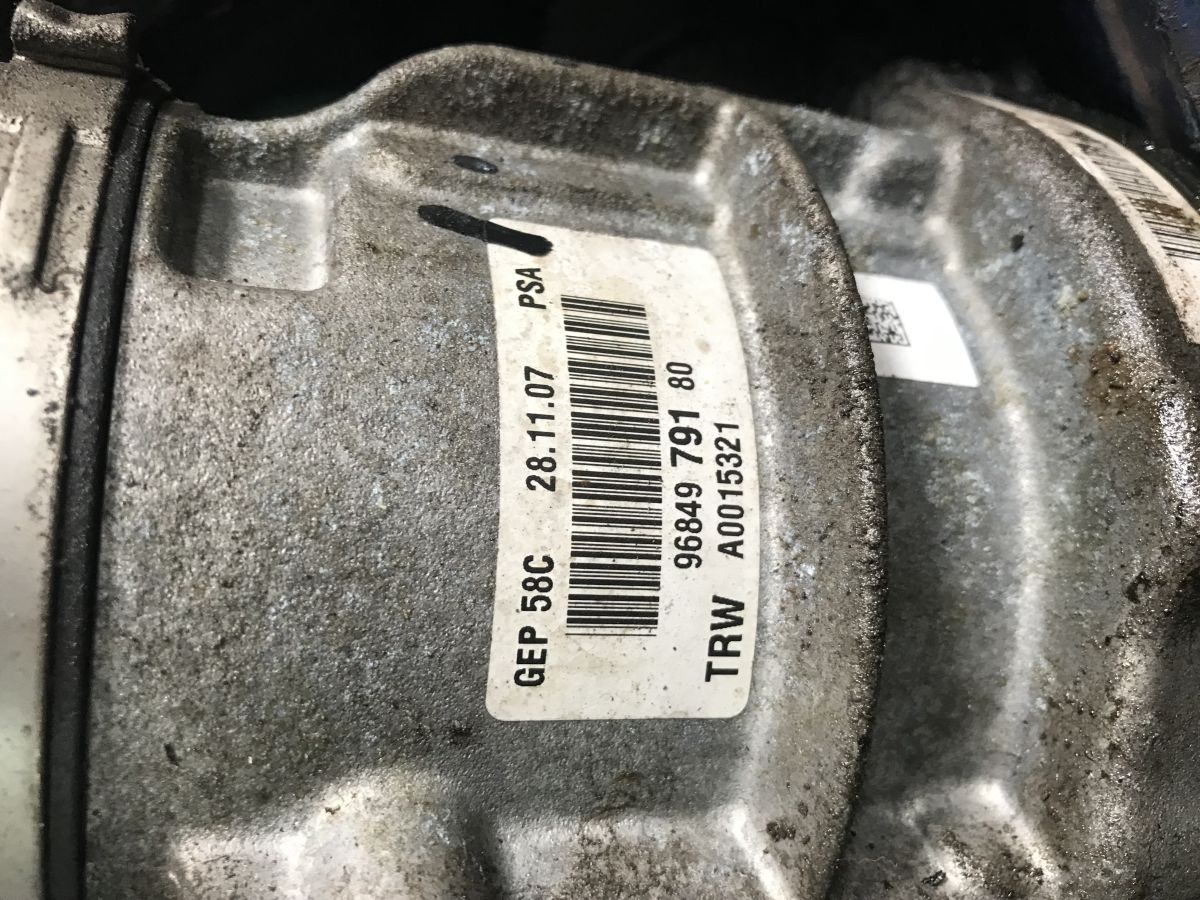 GEP 58C 28.11.07 PSA
96849 791 80
TRW A0015321